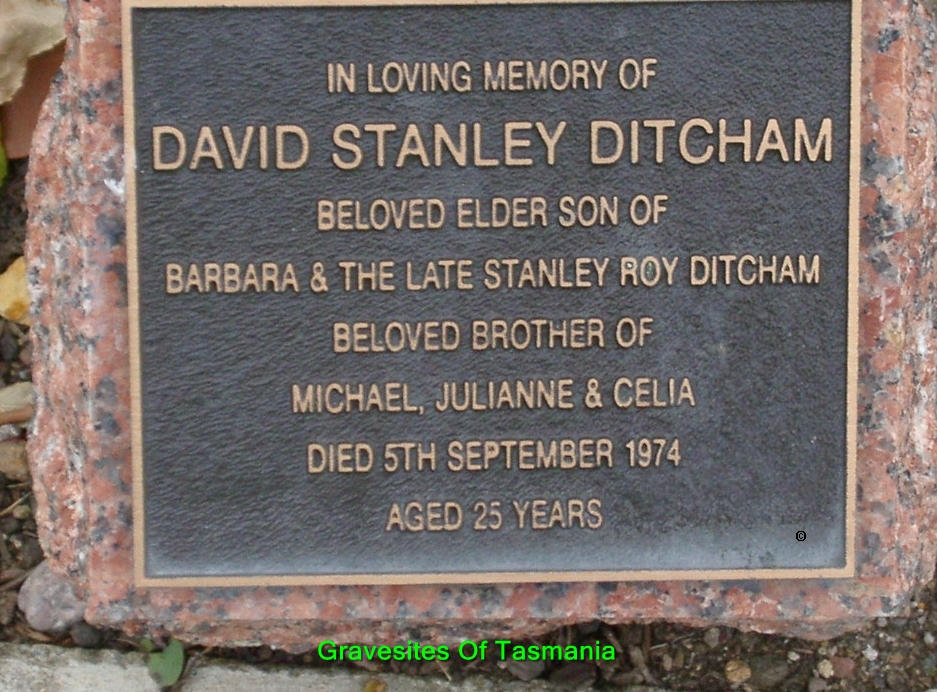 IN LOVING MEMORY OF
DAVID STANLEY DITCHAM
BELOVED ELDER SON OF
BARBARA & THE LATE STANLEY ROY DITCHAM
BELOVED BROTHER OF
MICHAEL, JULIANNE & CELIA
DIED 5TH SEPTEMBER 1974
AGED 25 YEARS
©
Gravesites Of Tasmania